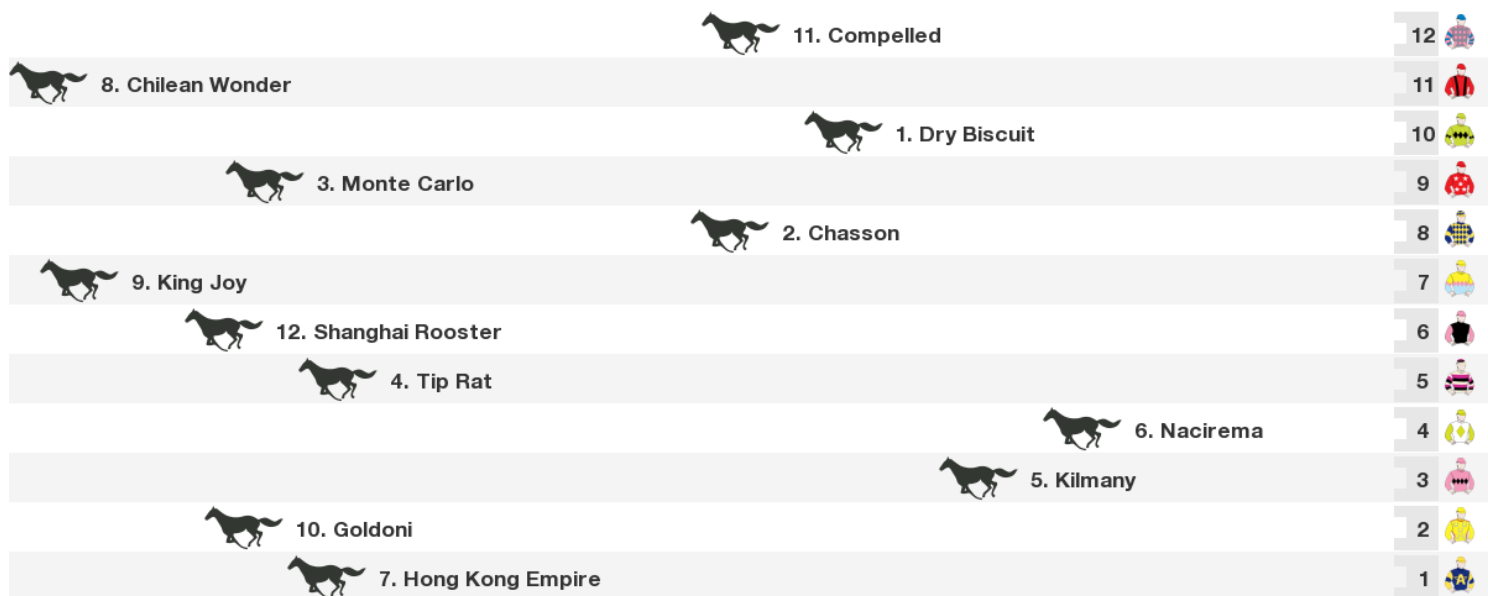 11. Compelled 12
8. Chilean Wonder 11
1. Dry Biscuit 10
3. Monte Carlo 9
2. Chasson 8
9. King Joy 7
12. Shanghai Rooster 6
4. Tip Rat 5
6. Nacirema 4
5. Kilmany 3
10. Goldoni 2
7. Hong Kong Empire 1 A